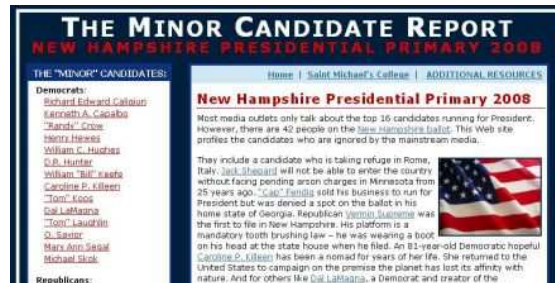 THE MINOR CANDIDATE REPORT
NEW HAMPSHIRE PRESIDENTIAL PRIMARY 2008
THE "MINOR" CANDIDATES:
Democrats:
Richard Edward Caligiuri
Kenneth A. Capalbo
"Randy" Crow
Henry Hewes
William C. Hughes
D.R. Hunter
William "Bill" Keefe
Caroline P. Killeen
"Tom" Koos
Dal LaMagna
"Tom" Laughlin
O. Savior
Mary Ann Segal
Michael Skok
Republicans:
Home | Saint Michael's College | ADDITIONAL RESOURCES
New Hampshire Presidential Primary 2008
Most media outlets only talk about the top 16 candidates running for President.
However, there are 42 people on the New Hampshire ballot. This Web site
profiles the candidates who are ignored by the mainstream media.
They include a candidate who is taking refuge in Rome,
Italy. Jack Shepard will not be able to enter the country
without facing pending arson charges in Minnesota from
25 years ago. "Cap" Fendig sold his business to run for
President but was denied a spot on the ballot in his
home state of Georgia. Republican Vermin Supreme was
the first to file in New Hampshire. His platform is a
mandatory tooth brushing law – he was wearing a boot
on his head at the state house when he filed. An 81-year-old Democratic hopeful
Caroline P. Killeen has been a nomad for years of her life. She returned to the
United States to campaign on the premise the planet has lost its affinity with
nature. And for others like Dal LaMagna, a Democrat and creator of the